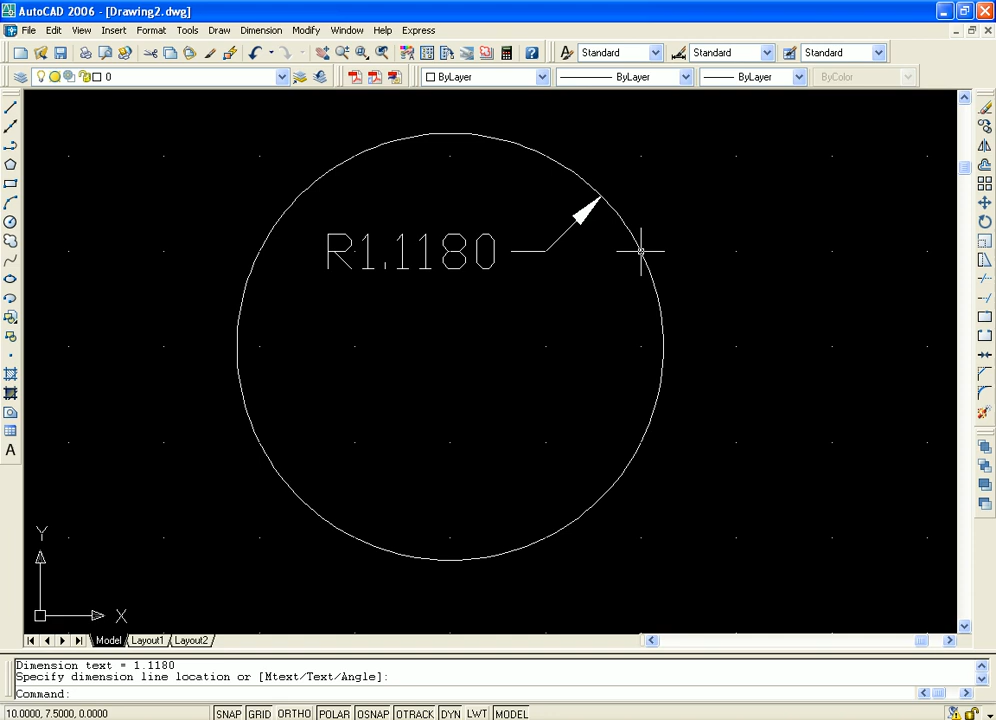 AutoCAD 2006 - [Drawing2.dwg]
File Edit View Insert Format Tools Draw Dimension Modify Window Help Express
Standard Standard Standard
0 ByLayer ByLayer ByLayer ByColor
R1.1180
A
Y
X
Model Layout1 Layout2
Dimension text = 1.1180
Specify dimension line location or [Mtext/Text/Angle]:
Command:
10.0000, 7.5000, 0.0000 SNAP GRID ORTHO POLAR OSNAP OTRACK DYN LWT MODEL